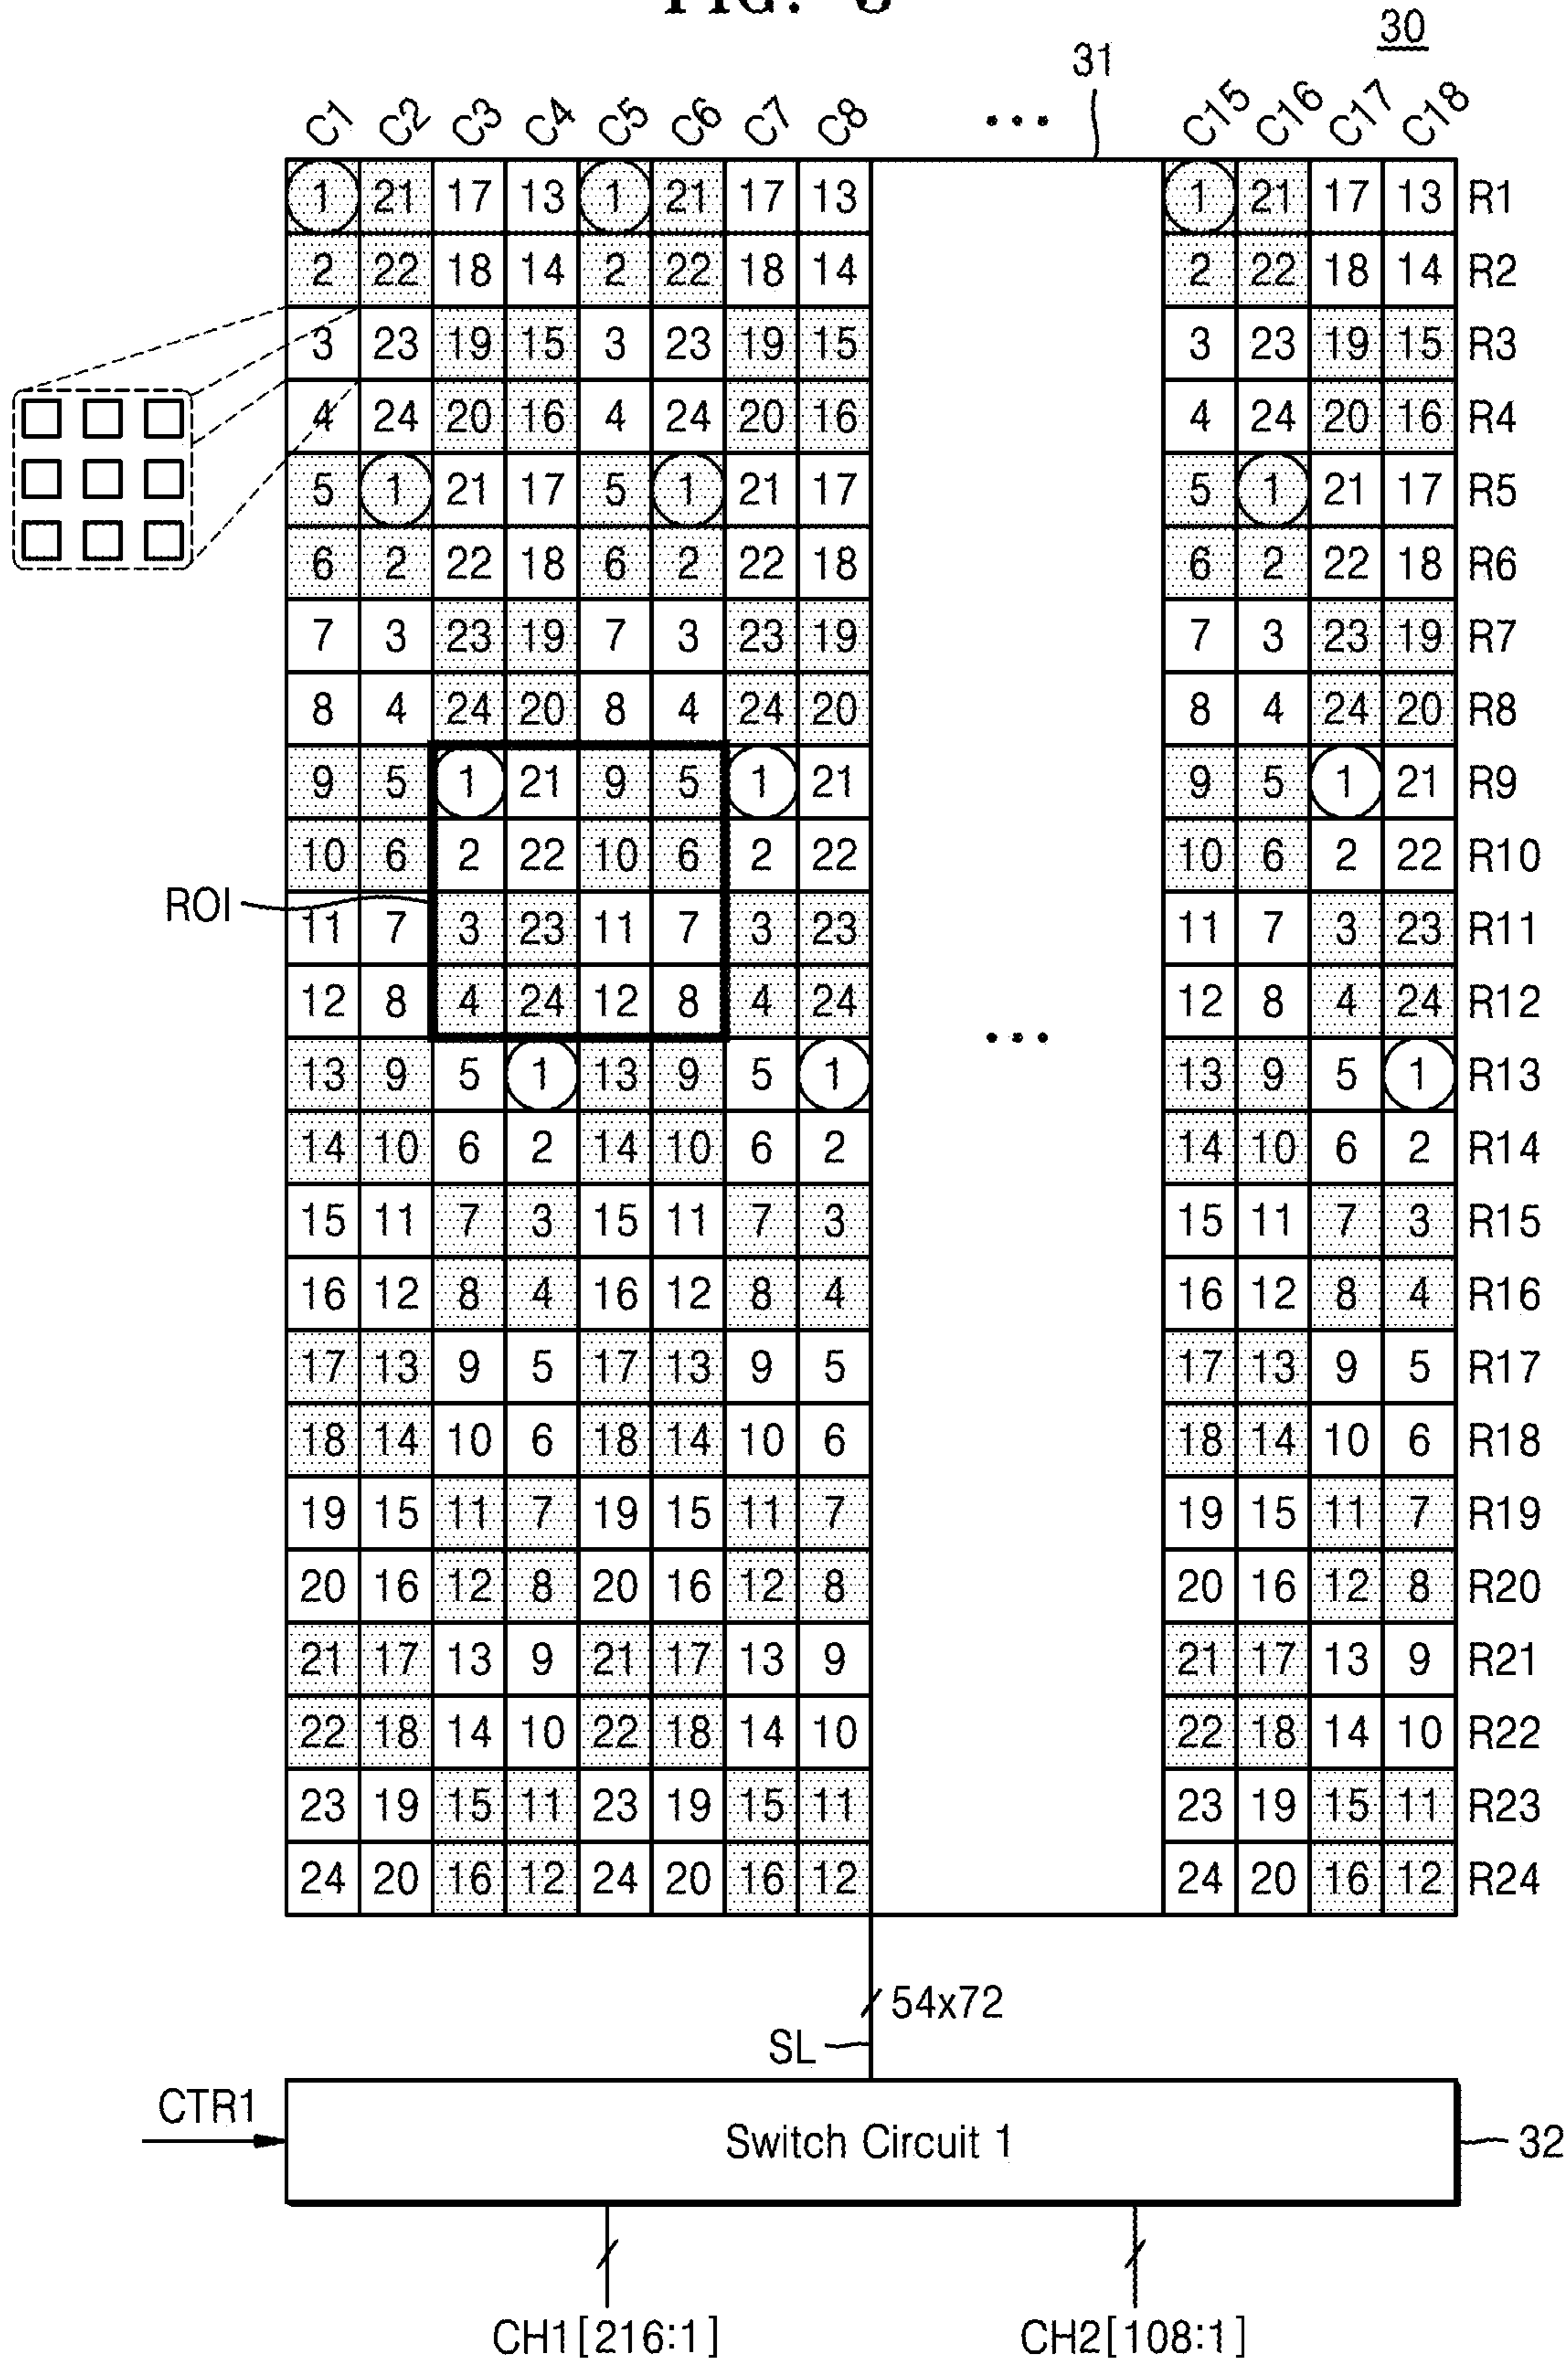 30
31
C1 C2 C3 C4 C5 C6 C7 C8 ... C15 C16 C17 C18
1 21 17 13 1 21 17 13 1 21 17 13 R1
2 22 18 14 2 22 18 14 2 22 18 14 R2
3 23 19 15 3 23 19 15 3 23 19 15 R3
4 24 20 16 4 24 20 16 4 24 20 16 R4
5 1 21 17 5 1 21 17 5 1 21 17 R5
6 2 22 18 6 2 22 18 6 2 22 18 R6
7 3 23 19 7 3 23 19 7 3 23 19 R7
8 4 24 20 8 4 24 20 8 4 24 20 R8
9 5 1 21 9 5 1 21 9 5 1 21 R9
10 6 2 22 10 6 2 22 10 6 2 22 R10
ROI
11 7 3 23 11 7 3 23 11 7 3 23 R11
12 8 4 24 12 8 4 24 12 8 4 24 R12
...
13 9 5 1 13 9 5 1 13 9 5 1 R13
14 10 6 2 14 10 6 2 14 10 6 2 R14
15 11 7 3 15 11 7 3 15 11 7 3 R15
16 12 8 4 16 12 8 4 16 12 8 4 R16
17 13 9 5 17 13 9 5 17 13 9 5 R17
18 14 10 6 18 14 10 6 18 14 10 6 R18
19 15 11 7 19 15 11 7 19 15 11 7 R19
20 16 12 8 20 16 12 8 20 16 12 8 R20
21 17 13 9 21 17 13 9 21 17 13 9 R21
22 18 14 10 22 18 14 10 22 18 14 10 R22
23 19 15 11 23 19 15 11 23 19 15 11 R23
24 20 16 12 24 20 16 12 24 20 16 12 R24
54x72
SL
CTR1
Switch Circuit 1
32
CH1[216:1] CH2[108:1]